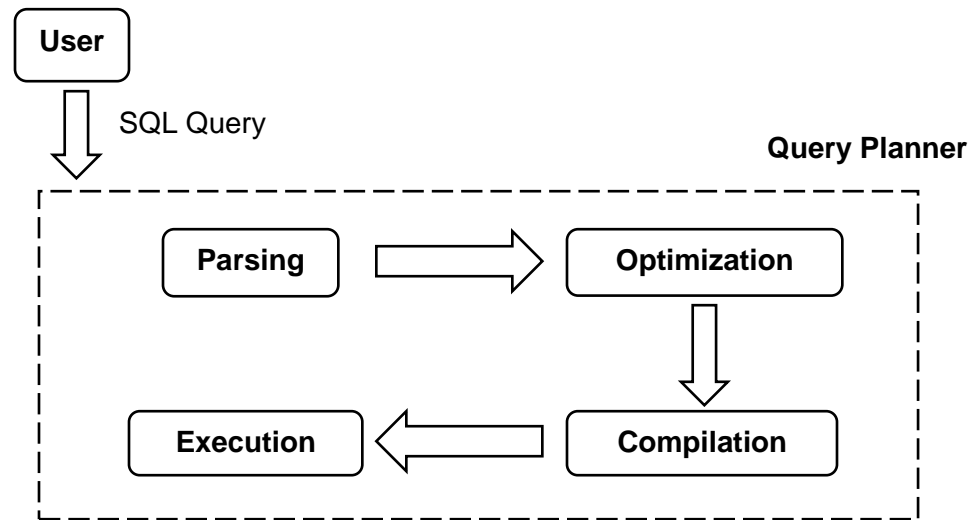 User
SQL Query
Query Planner
Parsing
Optimization
Execution
Compilation